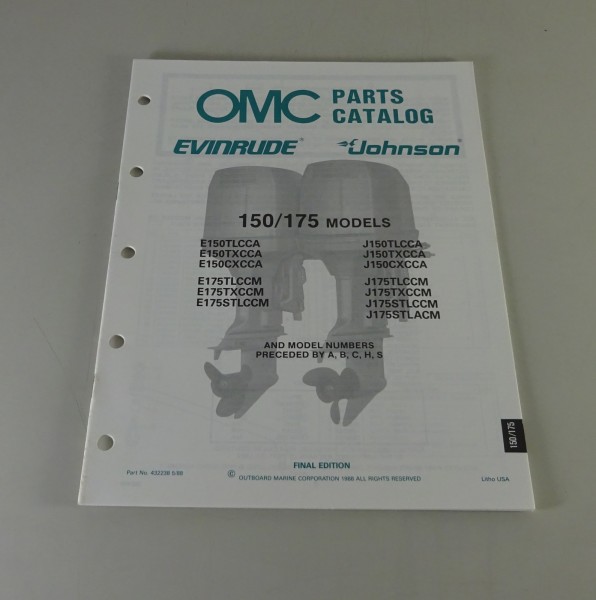 OMC PARTS CATALOG
EVINRUDE® Johnson®
150/175 MODELS
E150TLCCA J150TLCCA
E150TXCCA J150TXCCA
E150CXCCA J150CXCCA
E175TLCCM J175TLCCM
E175TXCCM J175TXCCM
E175STLCCM J175STLCCM
J175STLACM
AND MODEL NUMBERS
PRECEDED BY A, B, C, H, S
150/175
FINAL EDITION
Part No. © OUTBOARD MARINE CORPORATION 1988 ALL RIGHTS RESERVED Litho USA